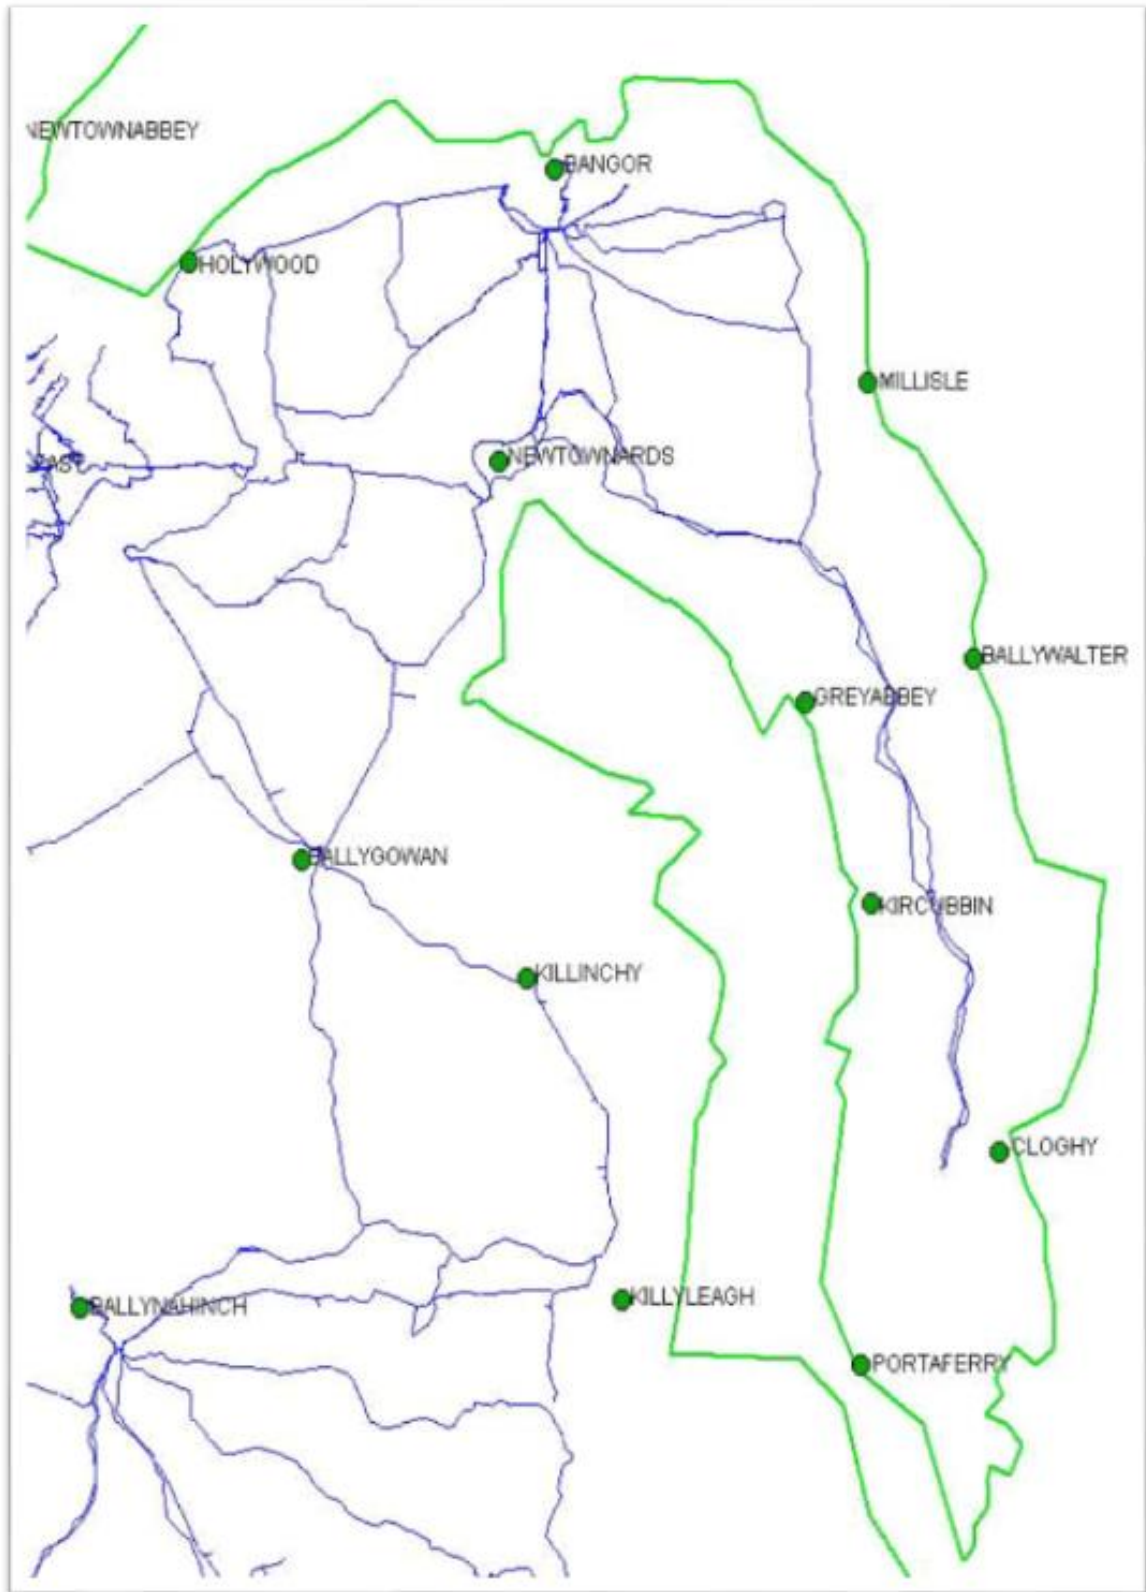 NEWTOWNABBEY
BANGOR
HOLYWOOD
MILLISLE
NEWTOWNARDS
BALLYWALTER
GREYABBEY
BALLYGOWAN
KIRCUBBIN
KILLINCHY
CLOGHY
KILLYLEAGH
BALLYNAHINCH
PORTAFERRY